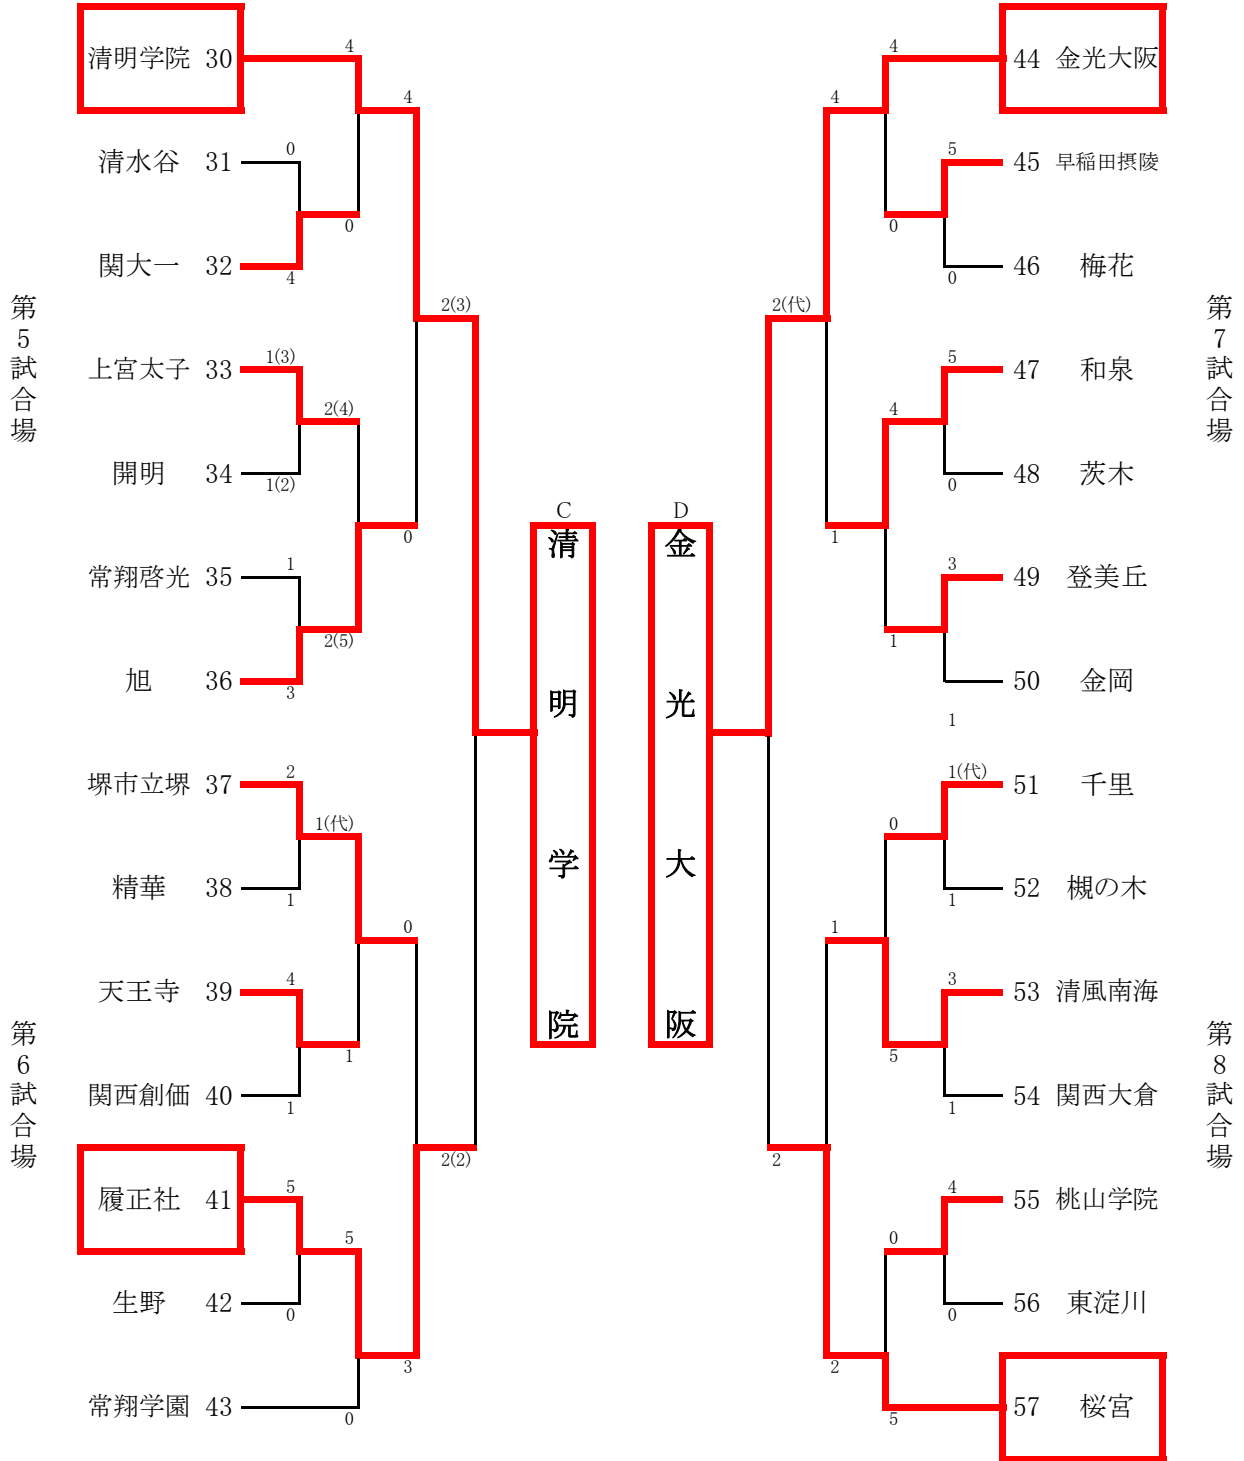 4
清明学院 30
4
0
清水谷 31
0
関大一 32
4
2(3)
第5試合場
1(3)
上宮太子 33
2(4)
開明 34
1(2)
0
1
常翔啓光 35
2(5)
旭 36
3
2
堺市立堺 37
1(代)
精華 38
1
0
4
天王寺 39
1
関西創価 40
1
第6試合場
2(2)
5
履正社 41
5
生野 42
0
3
常翔学園 43
0
C
清明学院
D
金光大阪
4
44 金光大阪
4
5
45 早稲田摂陵
0
46 梅花
0
2(代)
第7試合場
5
47 和泉
4
48 茨木
0
1
3
49 登美丘
1
50 金岡
1
1(代)
51 千里
0
52 槻の木
1
1
3
53 清風南海
5
54 関西大倉
1
第8試合場
2
4
55 桃山学院
0
56 東淀川
0
2
57 桜宮
5